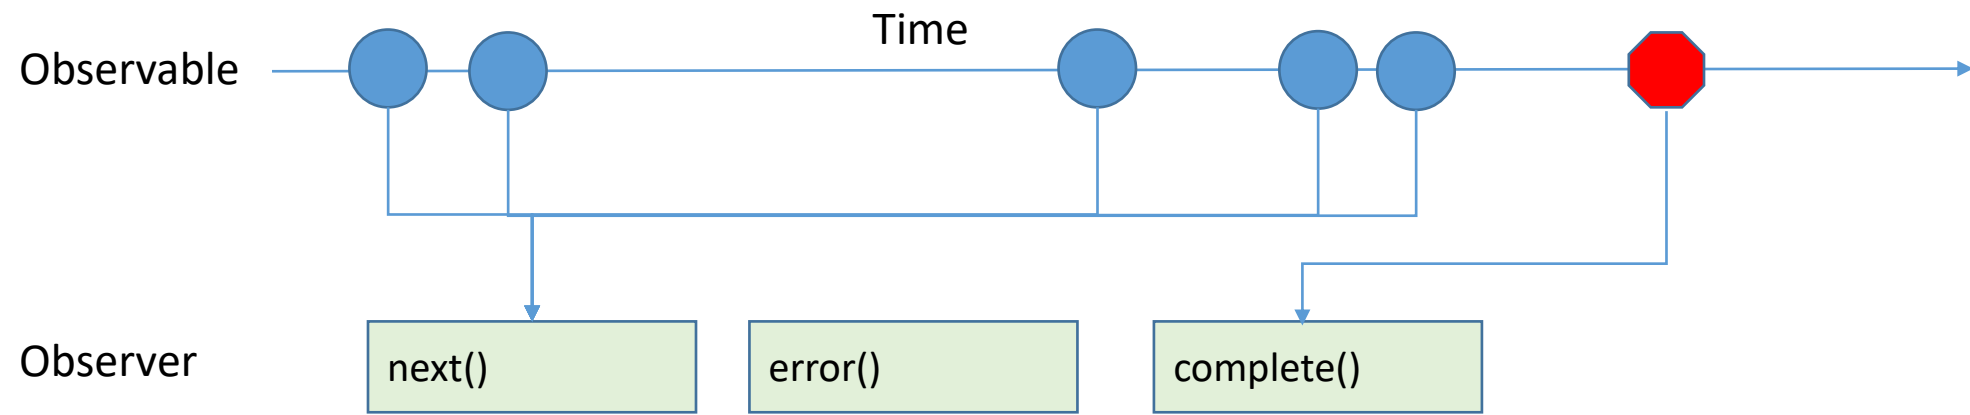 Time
Observable
Observer
next()
error()
complete()